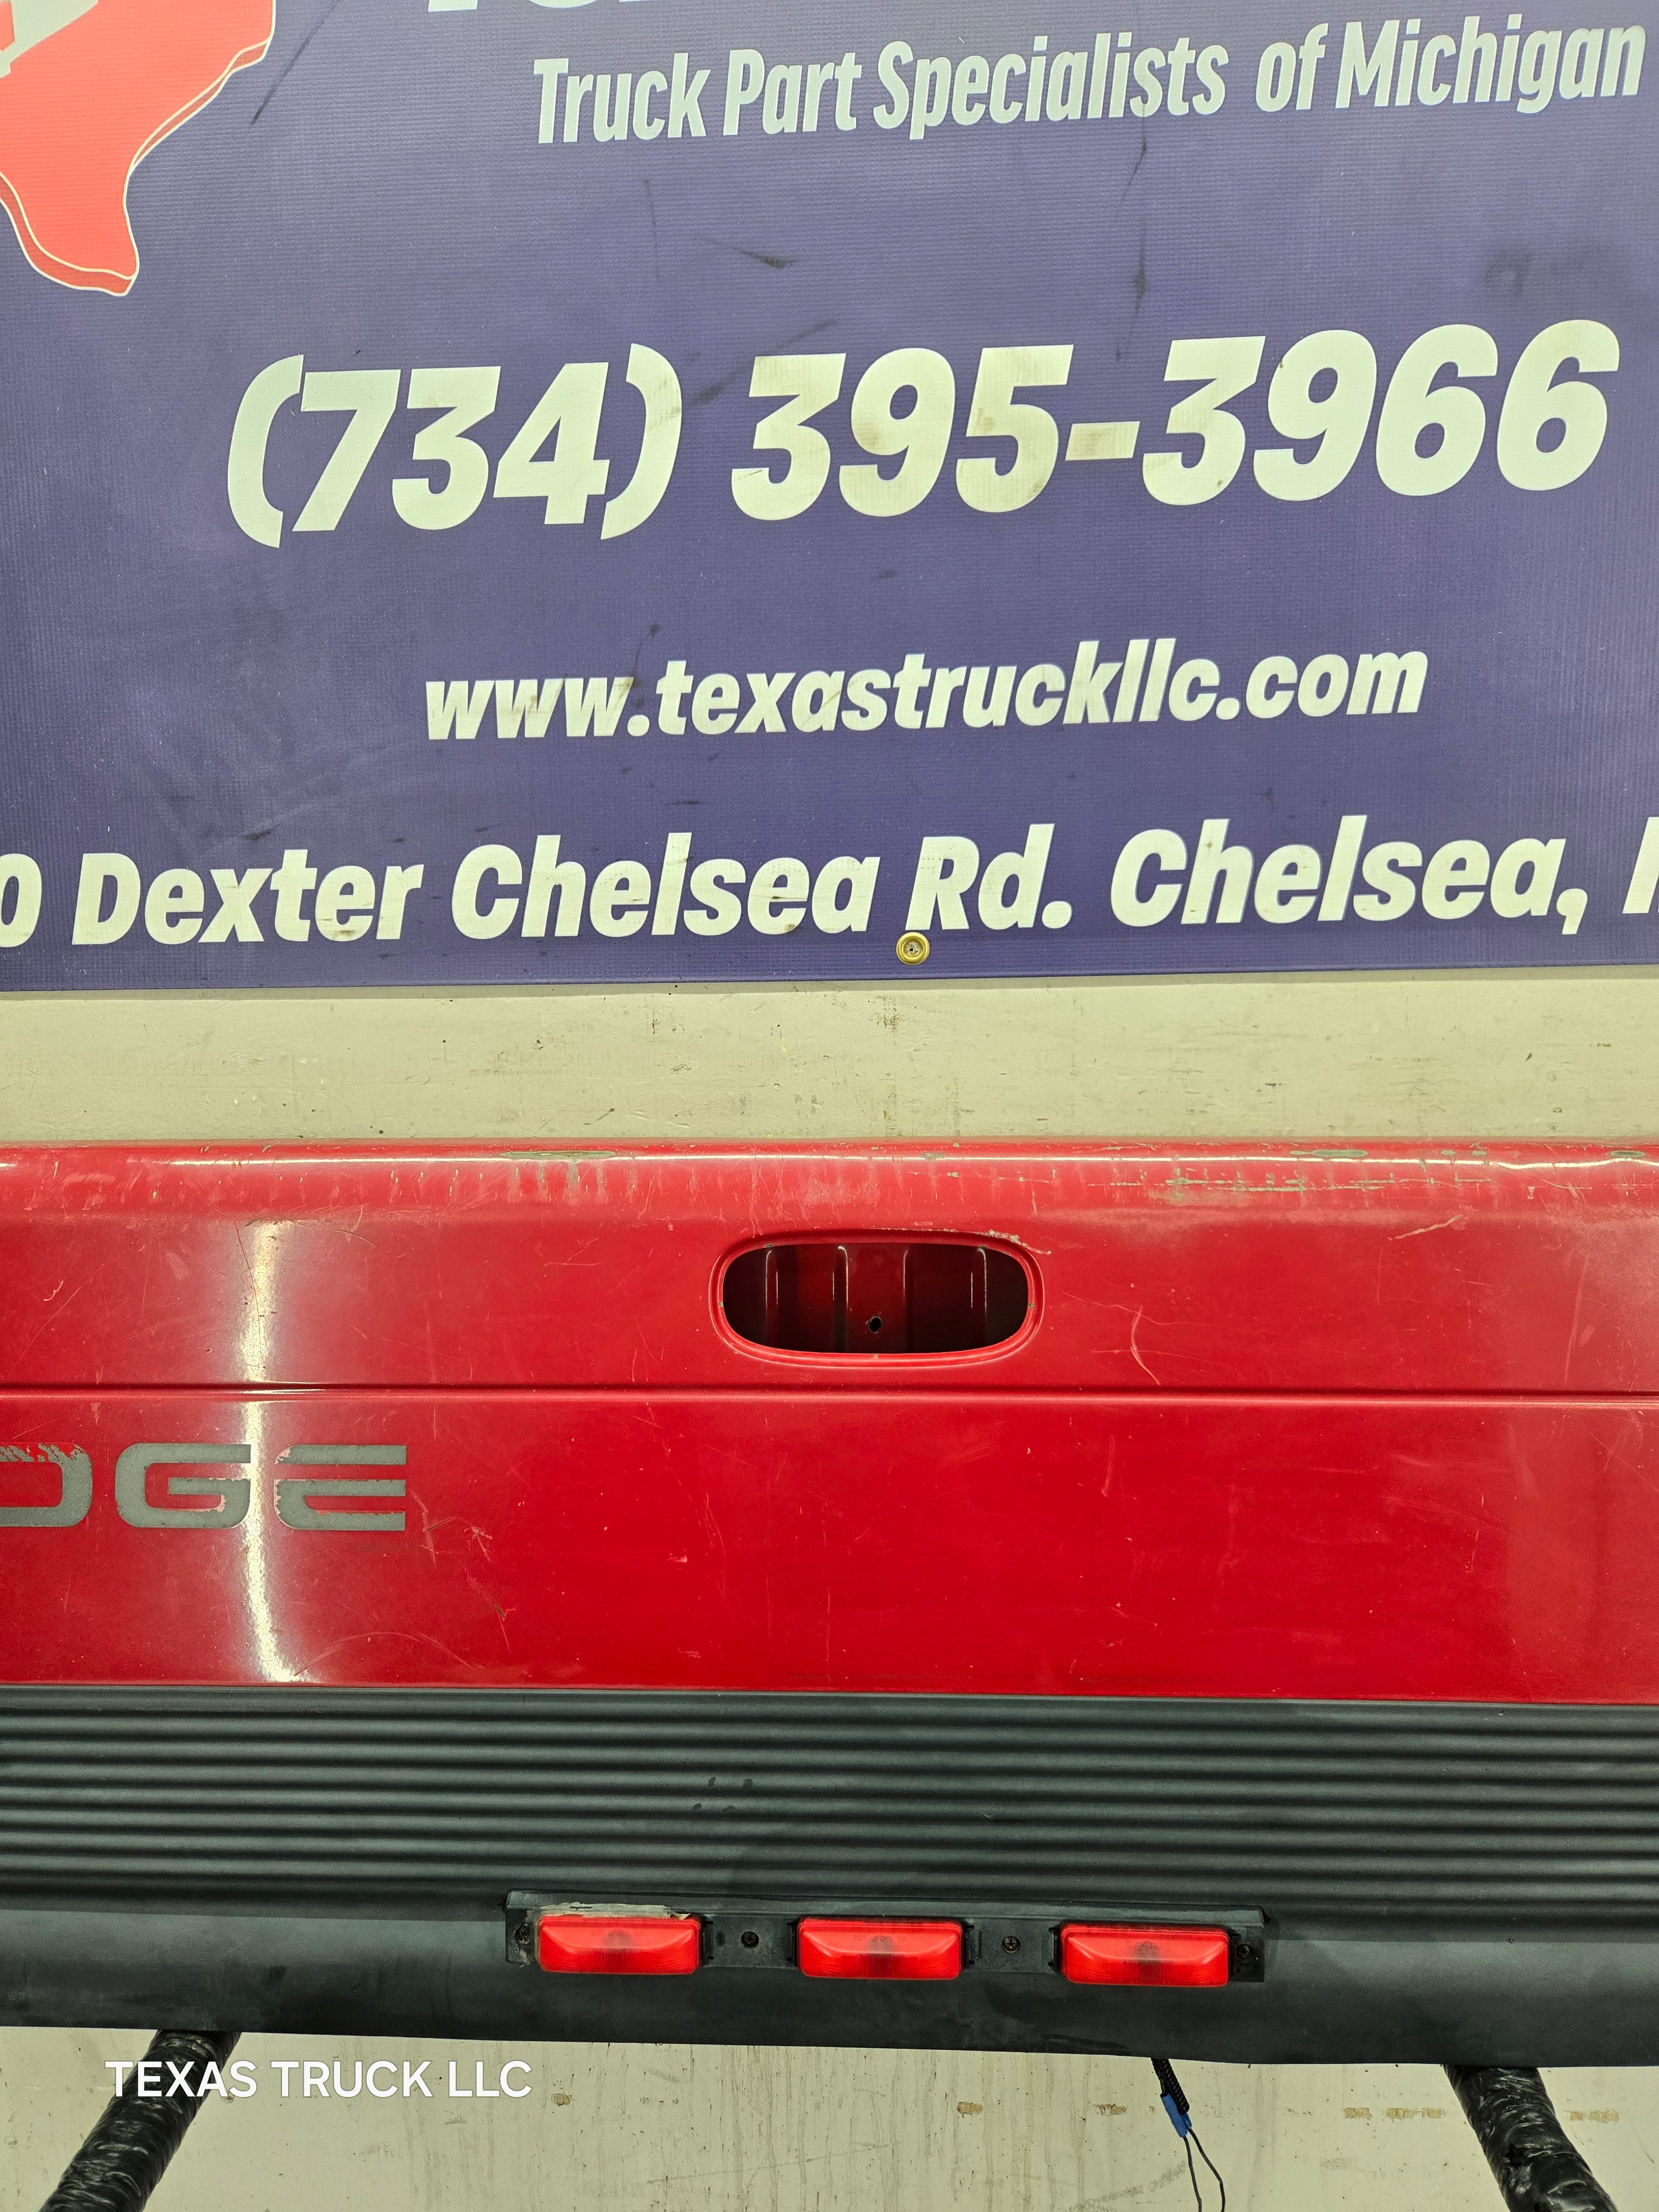 Truck Part Specialists of Michigan
(734) 395-3966
www.texastruckllc.com
0 Dexter Chelsea Rd. Chelsea,
DGE
TEXAS TRUCK LLC